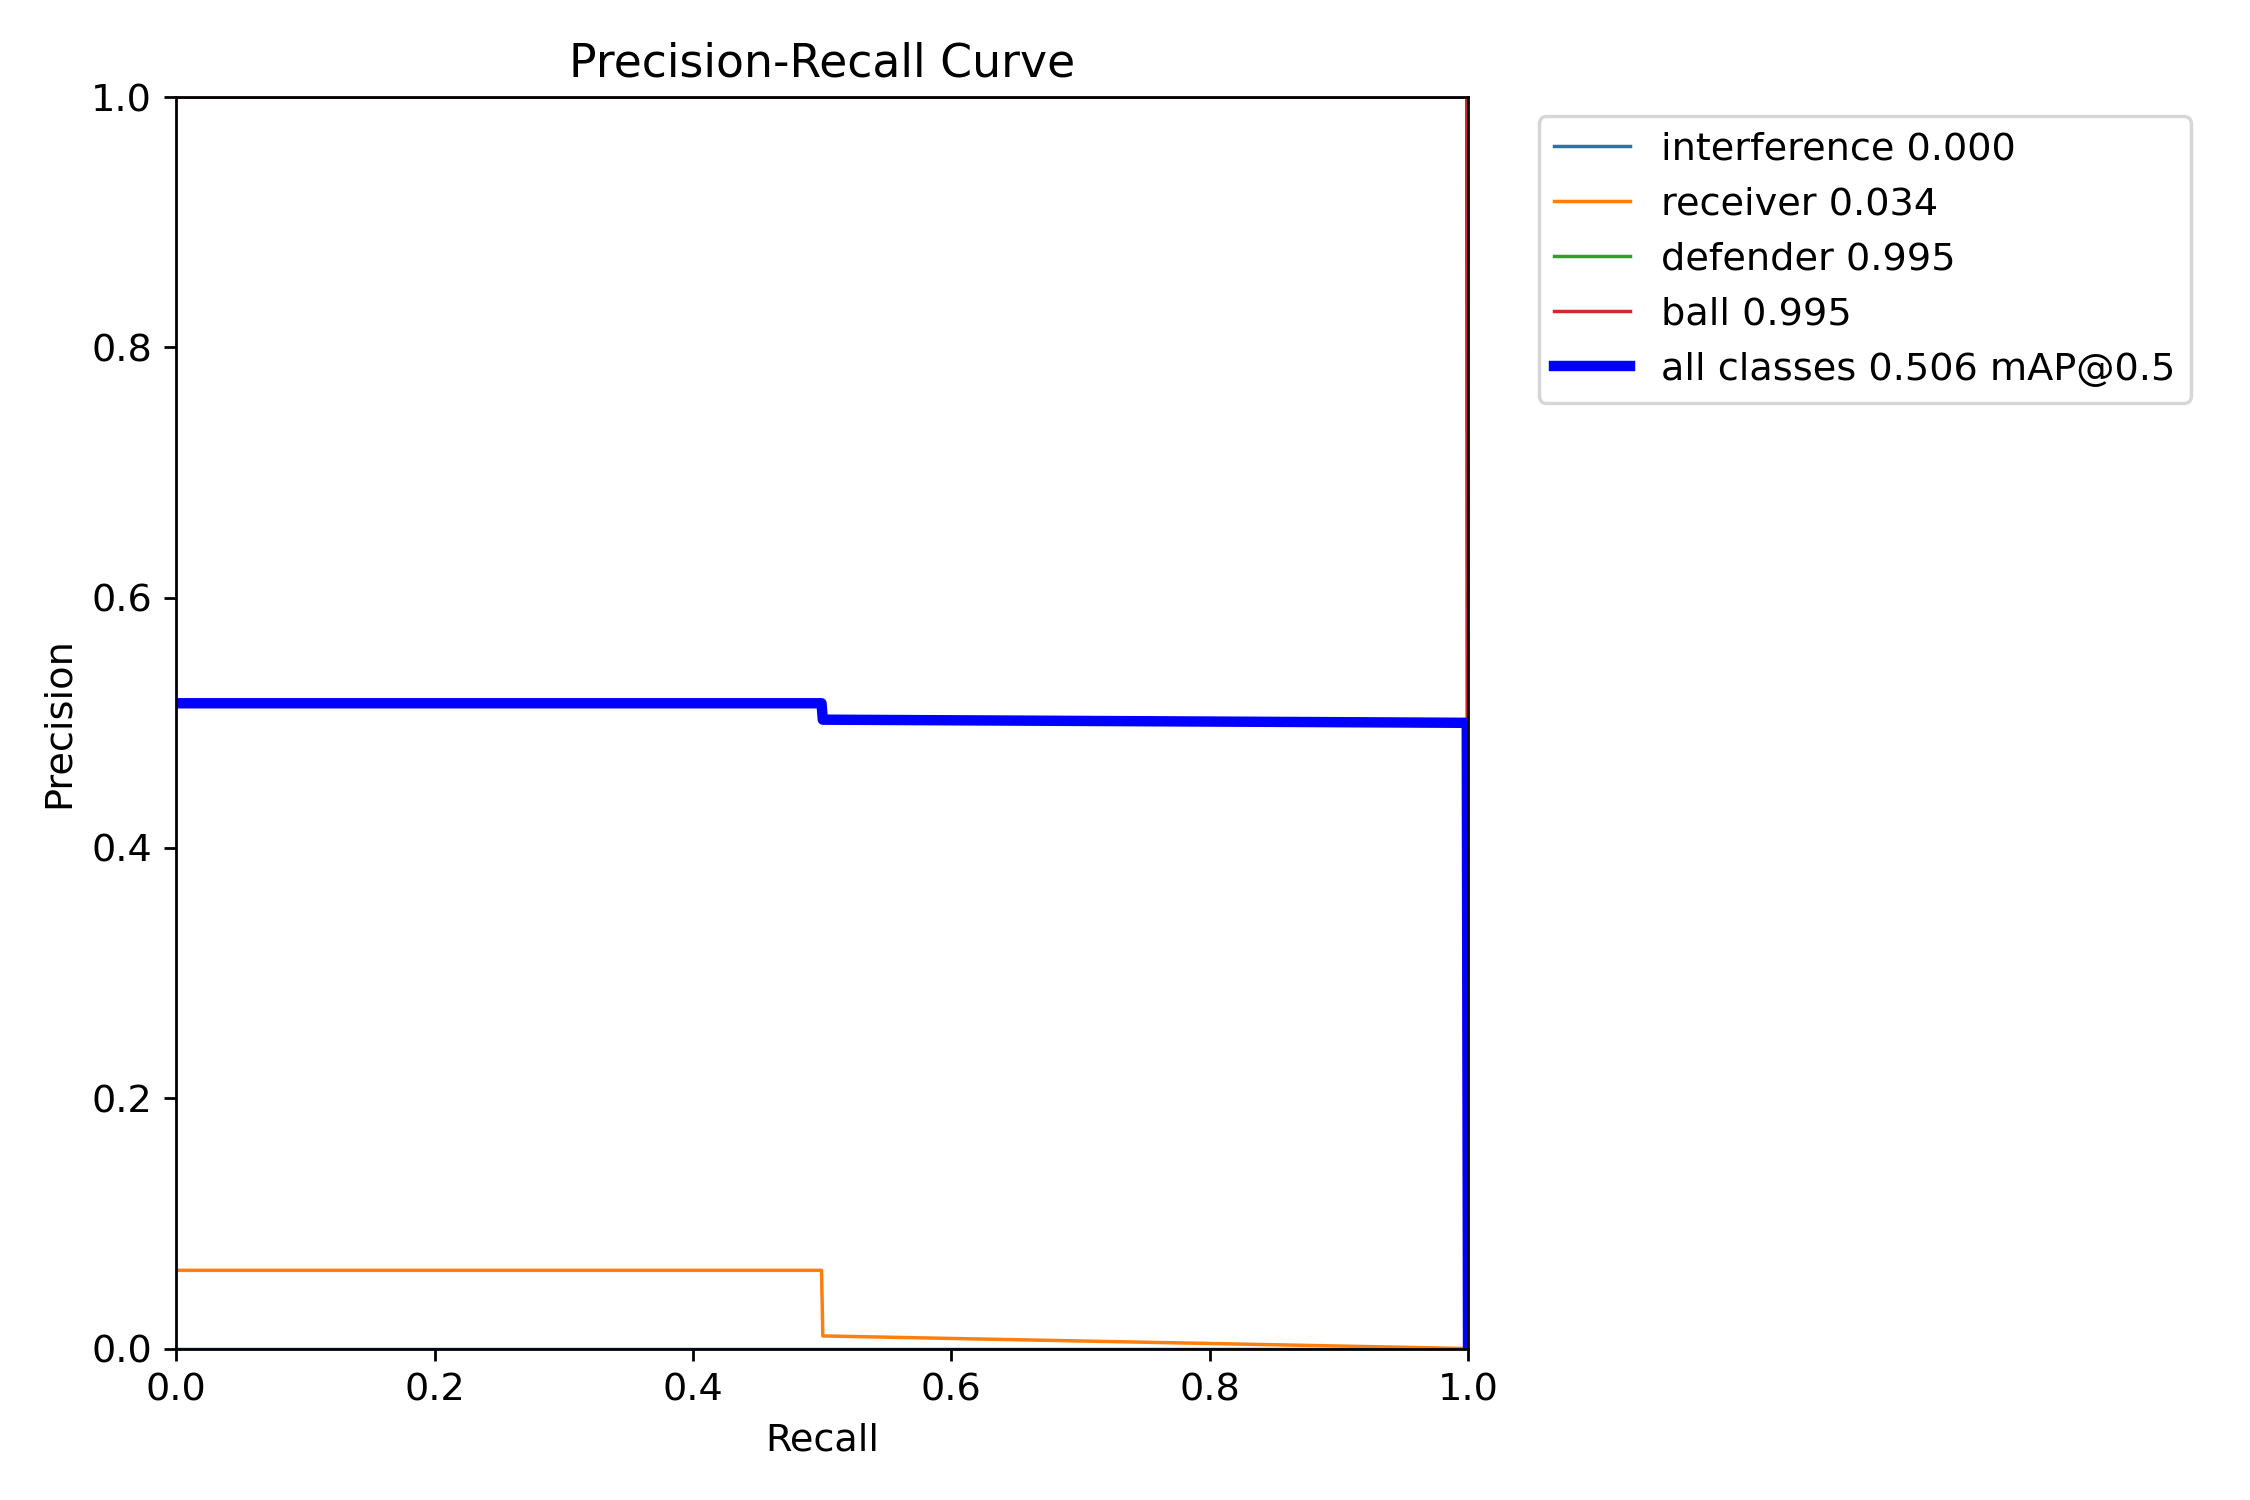 Precision-Recall Curve
1.0
0.8
0.6
0.4
0.2
0.0
Precision
0.0 0.2 0.4 0.6 0.8 1.0
Recall
interference 0.000
receiver 0.034
defender 0.995
ball 0.995
all classes 0.506 mAP@0.5